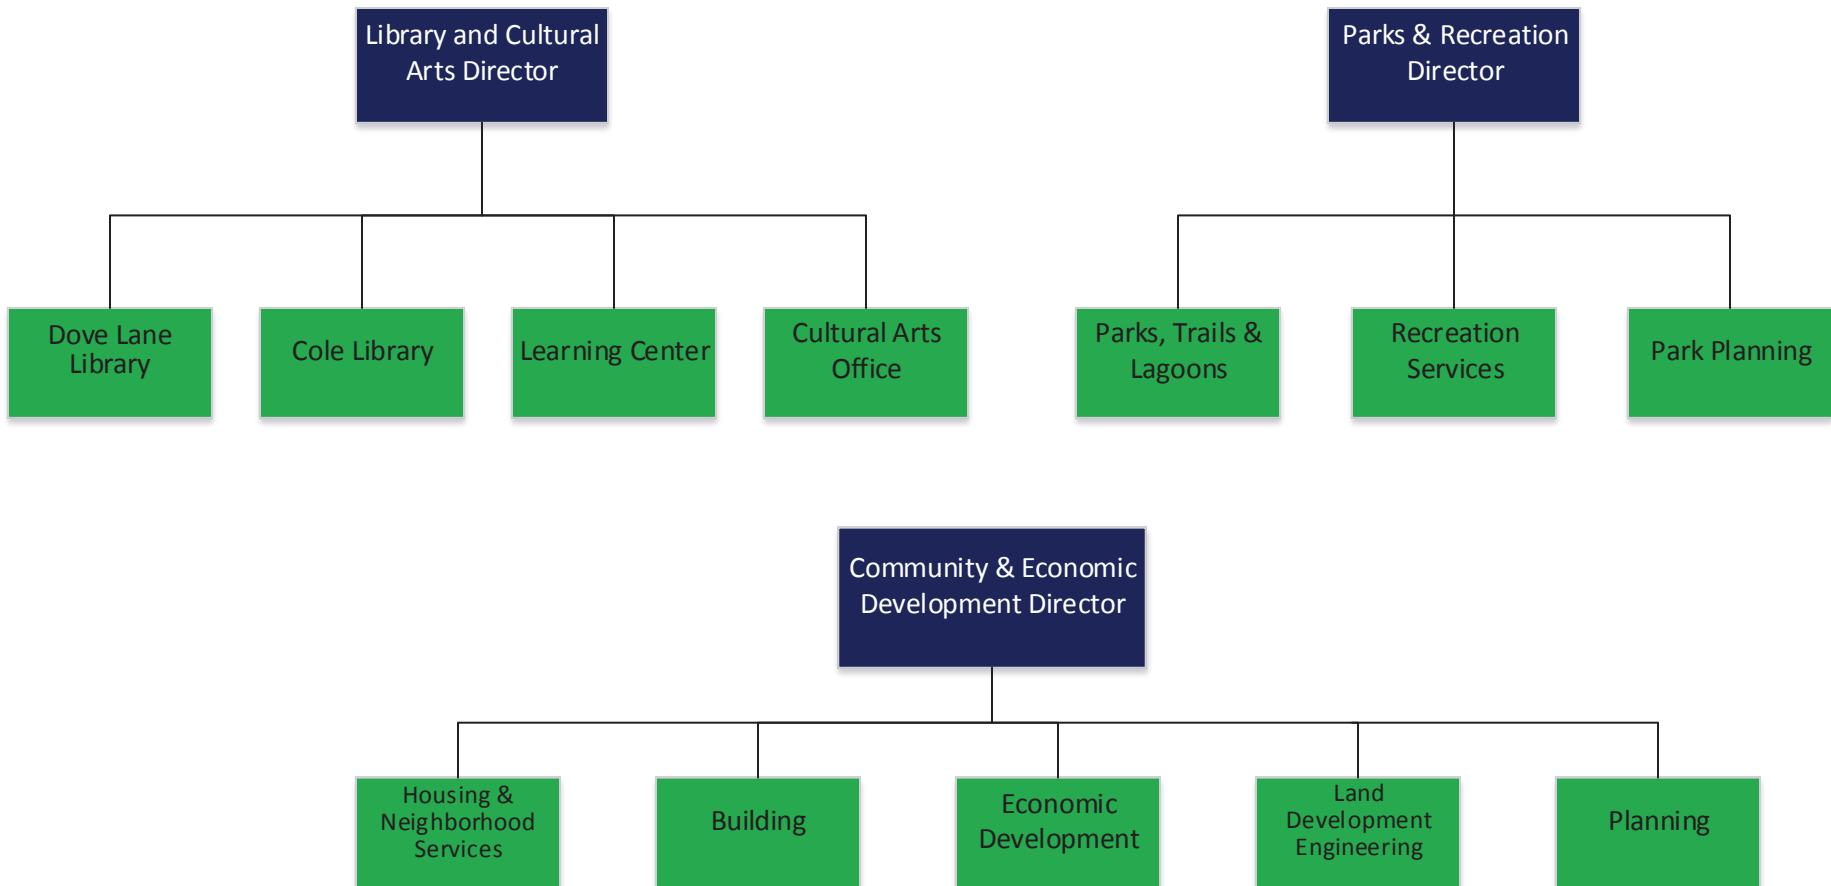 Library and Cultural
Arts Director
Parks & Recreation
Director
Dove Lane
Library
Cole Library
Learning Center
Cultural Arts
Office
Parks, Trails &
Lagoons
Recreation
Services
Park Planning
Community & Economic
Development Director
Housing &
Neighborhood
Services
Building
Economic
Development
Land
Development
Engineering
Planning